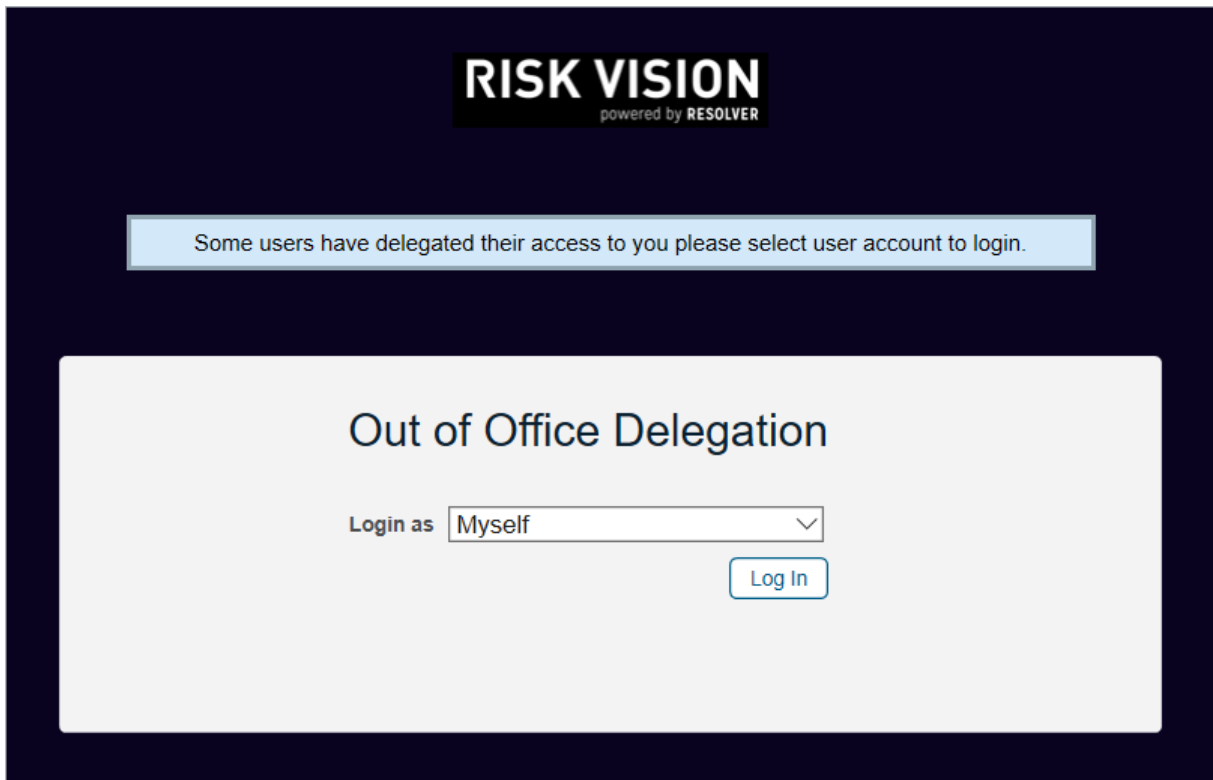 RISK VISION
powered by RESOLVER
Some users have delegated their access to you please select user account to login.
Out of Office Delegation
Login as Myself
Log In